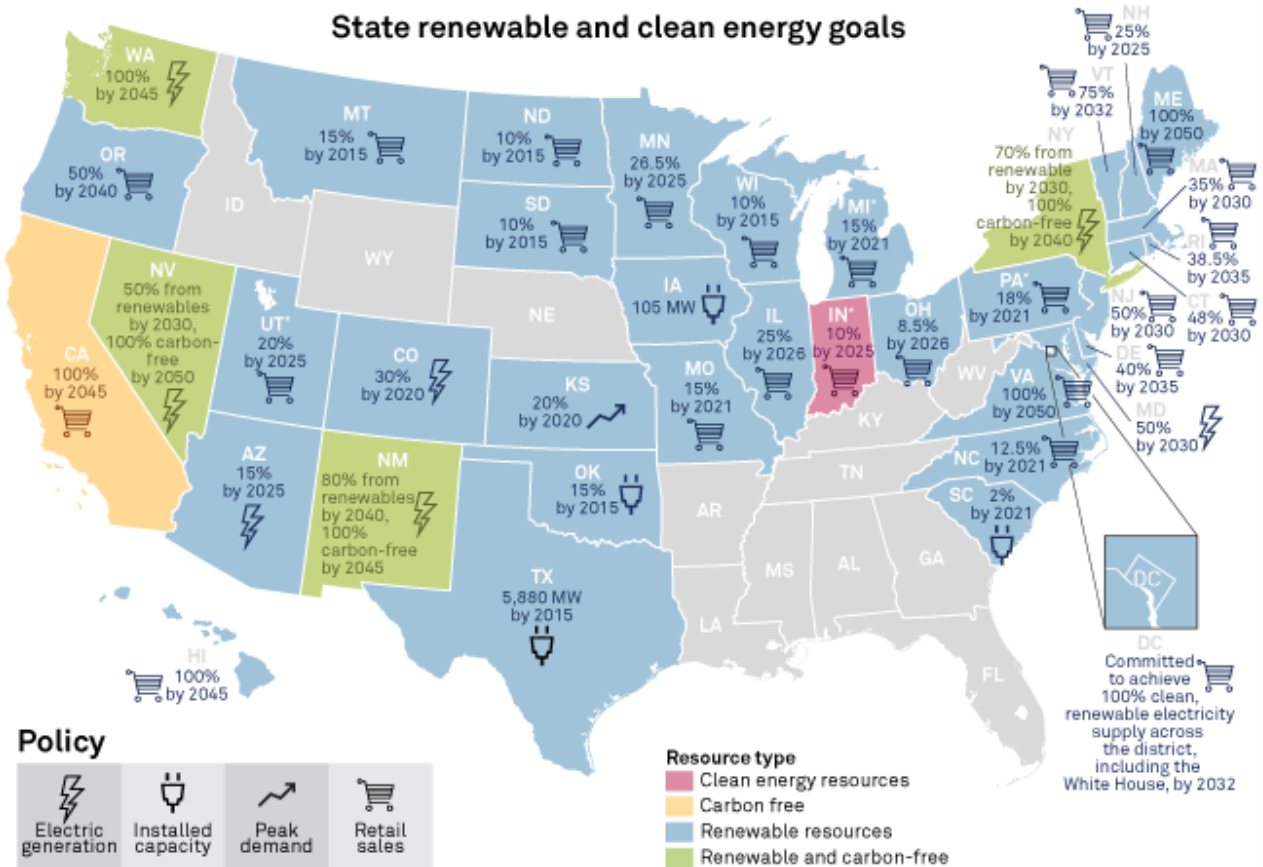 State renewable and clean energy goals
WA
100%
by 2045
OR
50%
by 2040
CA
100%
by 2045
NV
50% from
renewables
by 2030,
100% carbon-
free
by 2050
ID
MT
15%
by 2015
WY
UT*
20%
by 2025
AZ
15%
by 2025
CO
30%
by 2020
NM
80% from
renewables
by 2040,
100%
carbon-free
by 2045
ND
10%
by 2015
SD
10%
by 2015
NE
KS
20%
by 2020
OK
15%
by 2015
TX
5,880 MW
by 2015
MN
26.5%
by 2025
IA
105 MW
MO
15%
by 2021
AR
LA
WI
10%
by 2015
IL
25%
by 2026
MI*
15%
by 2021
IN*
10%
by 2025
OH
8.5%
by 2026
KY
TN
MS
AL
GA
FL
WV
VA
100%
by 2050
NC
12.5%
by 2021
SC
2%
by 2021
PA*
18%
by 2021
NY
70% from
renewable
by 2030,
100%
carbon-free
by 2040
VT
75%
by 2032
NH
25%
by 2025
ME
100%
by 2050
MA
35%
by 2030
RI
38.5%
by 2035
CT
48%
by 2030
NJ
50%
by 2030
DE
40%
by 2035
MD
50%
by 2030
DC
DC
Committed
to achieve
100% clean,
renewable electricity
supply across
the district,
including the
White House, by 2032
HI
100%
by 2045
Policy
Electric
generation
Installed
capacity
Peak
demand
Retail
sales
Resource type
Clean energy resources
Carbon free
Renewable resources
Renewable and carbon-free